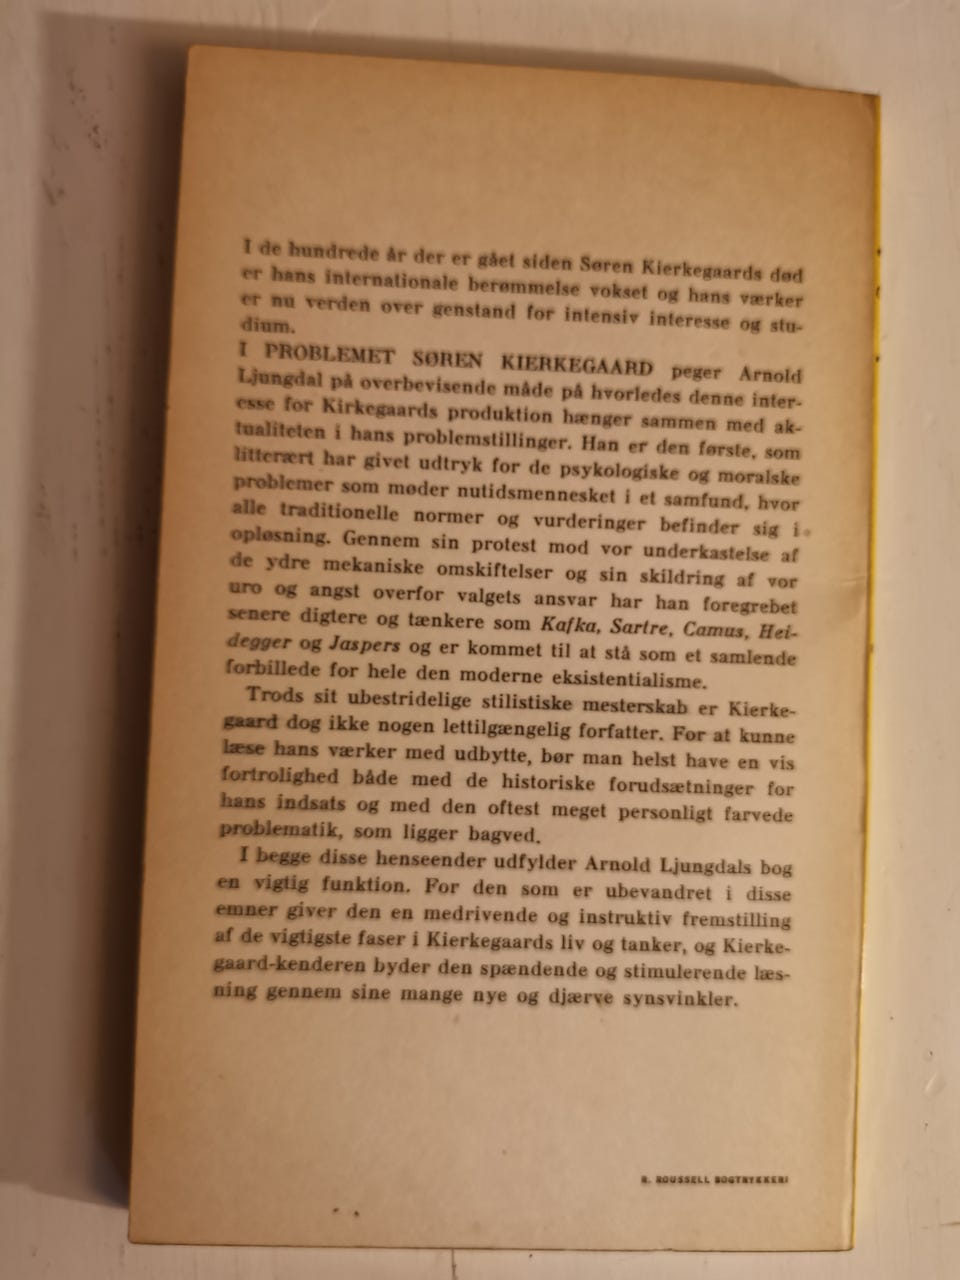 I de hundrede år der er gået siden Søren Kierkegaards død
er hans internationale berømmelse vokset og hans værker
er nu verden over genstand for intensiv interesse og stu-
dium.
I PROBLEMET SØREN KIERKEGAARD peger Arnold
Ljungdal på overbevisende måde på hvorledes denne inter-
esse for Kirkegaards produktion hænger sammen med ak-
tualiteten i hans problemstillinger. Han er den første, som
litterært har givet udtryk for de psykologiske og moralske
problemer som møder nutidsmennesket i et samfund, hvor
alle traditionelle normer og vurderinger befinder sig i
opløsning. Gennem sin protest mod vor underkastelse af
de ydre mekaniske omskiftelser og sin skildring af vor
uro og angst overfor valgets ansvar har han foregrebet
senere digtere og tænkere som Kafka, Sartre, Camus, Hei-
degger og Jaspers og er kommet til at stå som et samlende
forbillede for hele den moderne eksistentialisme.
Trods sit ubestridelige stilistiske mesterskab er Kierke-
gaard dog ikke nogen lettilgængelig forfatter. For at kunne
læse hans værker med udbytte, bør man helst have en vis
fortrolighed både med de historiske forudsætninger for
hans indsats og med den oftest meget personligt farvede
problematik, som ligger bagved.
I begge disse henseender udfylder Arnold Ljungdals bog
en vigtig funktion. For den som er ubevandret i disse
emner giver den en medrivende og instruktiv fremstilling
af de vigtigste faser i Kierkegaards liv og tanker, og Kierke-
gaard-kenderen byder den spændende og stimulerende læs-
ning gennem sine mange nye og djærve synsvinkler.
R. ROUSSELL BOGTRYKKERI